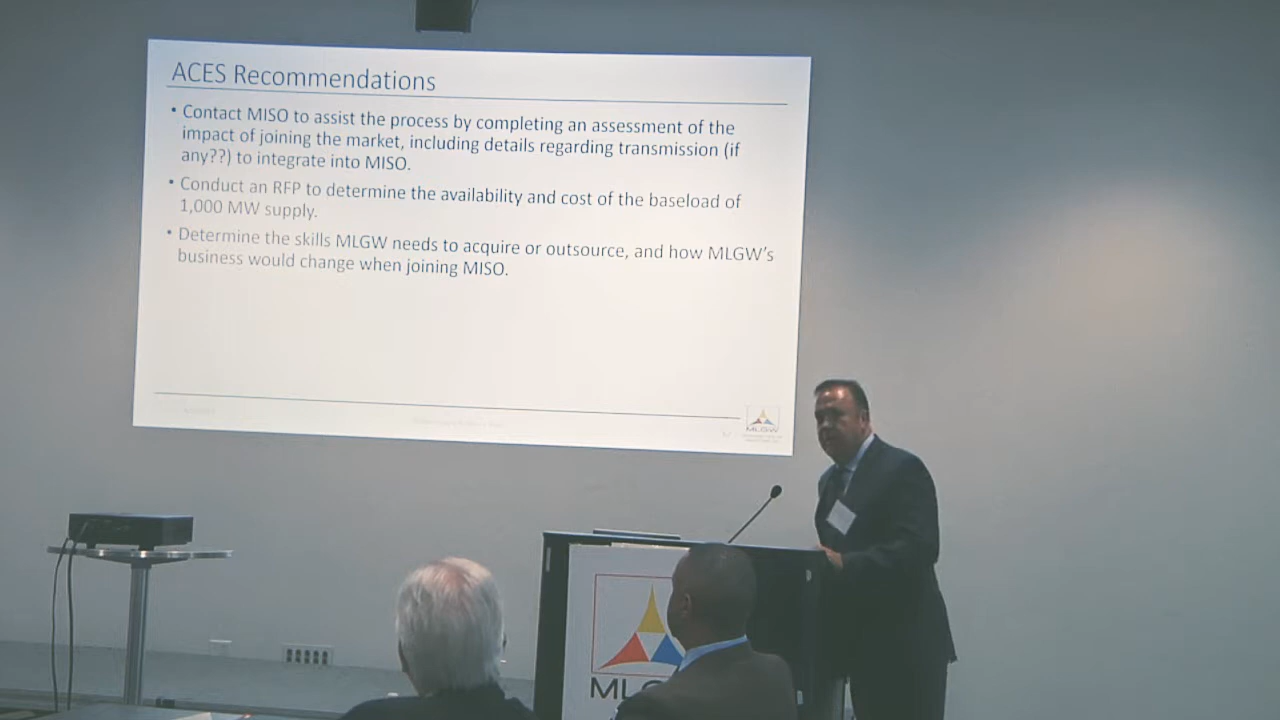 ACES Recommendations
• Contact MISO to assist the process by completing an assessment of the
impact of joining the market, including details regarding transmission (if
any??) to integrate into MISO.
• Conduct an RFP to determine the availability and cost of the baseload of
1,000 MW supply.
• Determine the skills MLGW needs to acquire or outsource, and how MLGW's
business would change when joining MISO.
MLGW